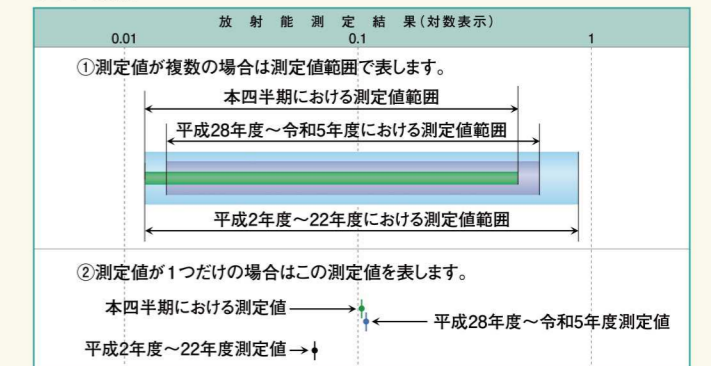 放射能測定結果(対数表示)
0.01 0.1 1
①測定値が複数の場合は測定値範囲で表します。
本四半期における測定値範囲
平成28年度～令和5年度における測定値範囲
平成2年度～22年度における測定値範囲
②測定値が1つだけの場合はこの測定値を表します。
本四半期における測定値
平成28年度～令和5年度測定値
平成2年度～22年度測定値